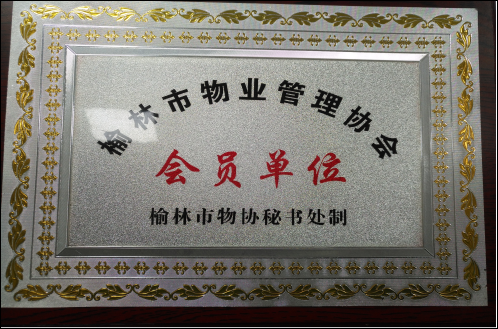 榆林市物业管理协会
会员单位
榆林市物协秘书处制